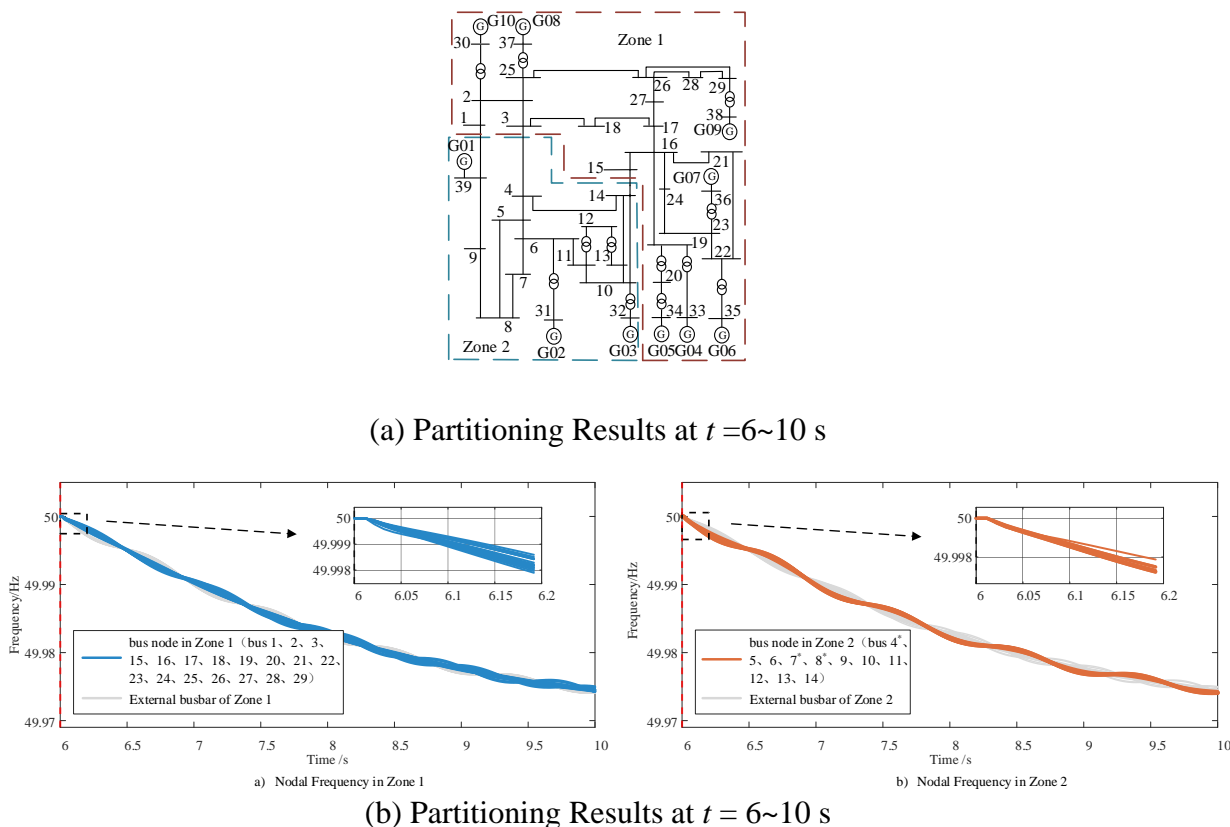 G10 G08
G G
Zone 1
30 37
25
26 28 29
27
2
38
1 3 18 17
G09 G
G01
16
G
15 21
G07
G
39
4 14 24 36
5 12
23
6 19
11 13 22
9
7 20
10
31 32 34 33 35
8
G G G G G
Zone 2 G02 G03 G05 G04 G06
(a) Partitioning Results at t =6~10 s
50
49.99
49.98
49.97
Frequency/Hz
50
49.999
49.998
6 6.05 6.1 6.15 6.2
bus node in Zone 1（bus 1、2、3、
15、16、17、18、19、20、21、22、
23、24、25、26、27、28、29）
External busbar of Zone 1
6 6.5 7 7.5 8 8.5 9 9.5 10
Time /s
a) Nodal Frequency in Zone 1
50
49.99
49.98
49.97
Frequency/Hz
50
49.998
6 6.05 6.1 6.15 6.2
bus node in Zone 2（bus 4*、
5、6、7*、8*、9、10、11、
12、13、14）
External busbar of Zone 2
6 6.5 7 7.5 8 8.5 9 9.5 10
Time /s
b) Nodal Frequency in Zone 2
(b) Partitioning Results at t = 6~10 s